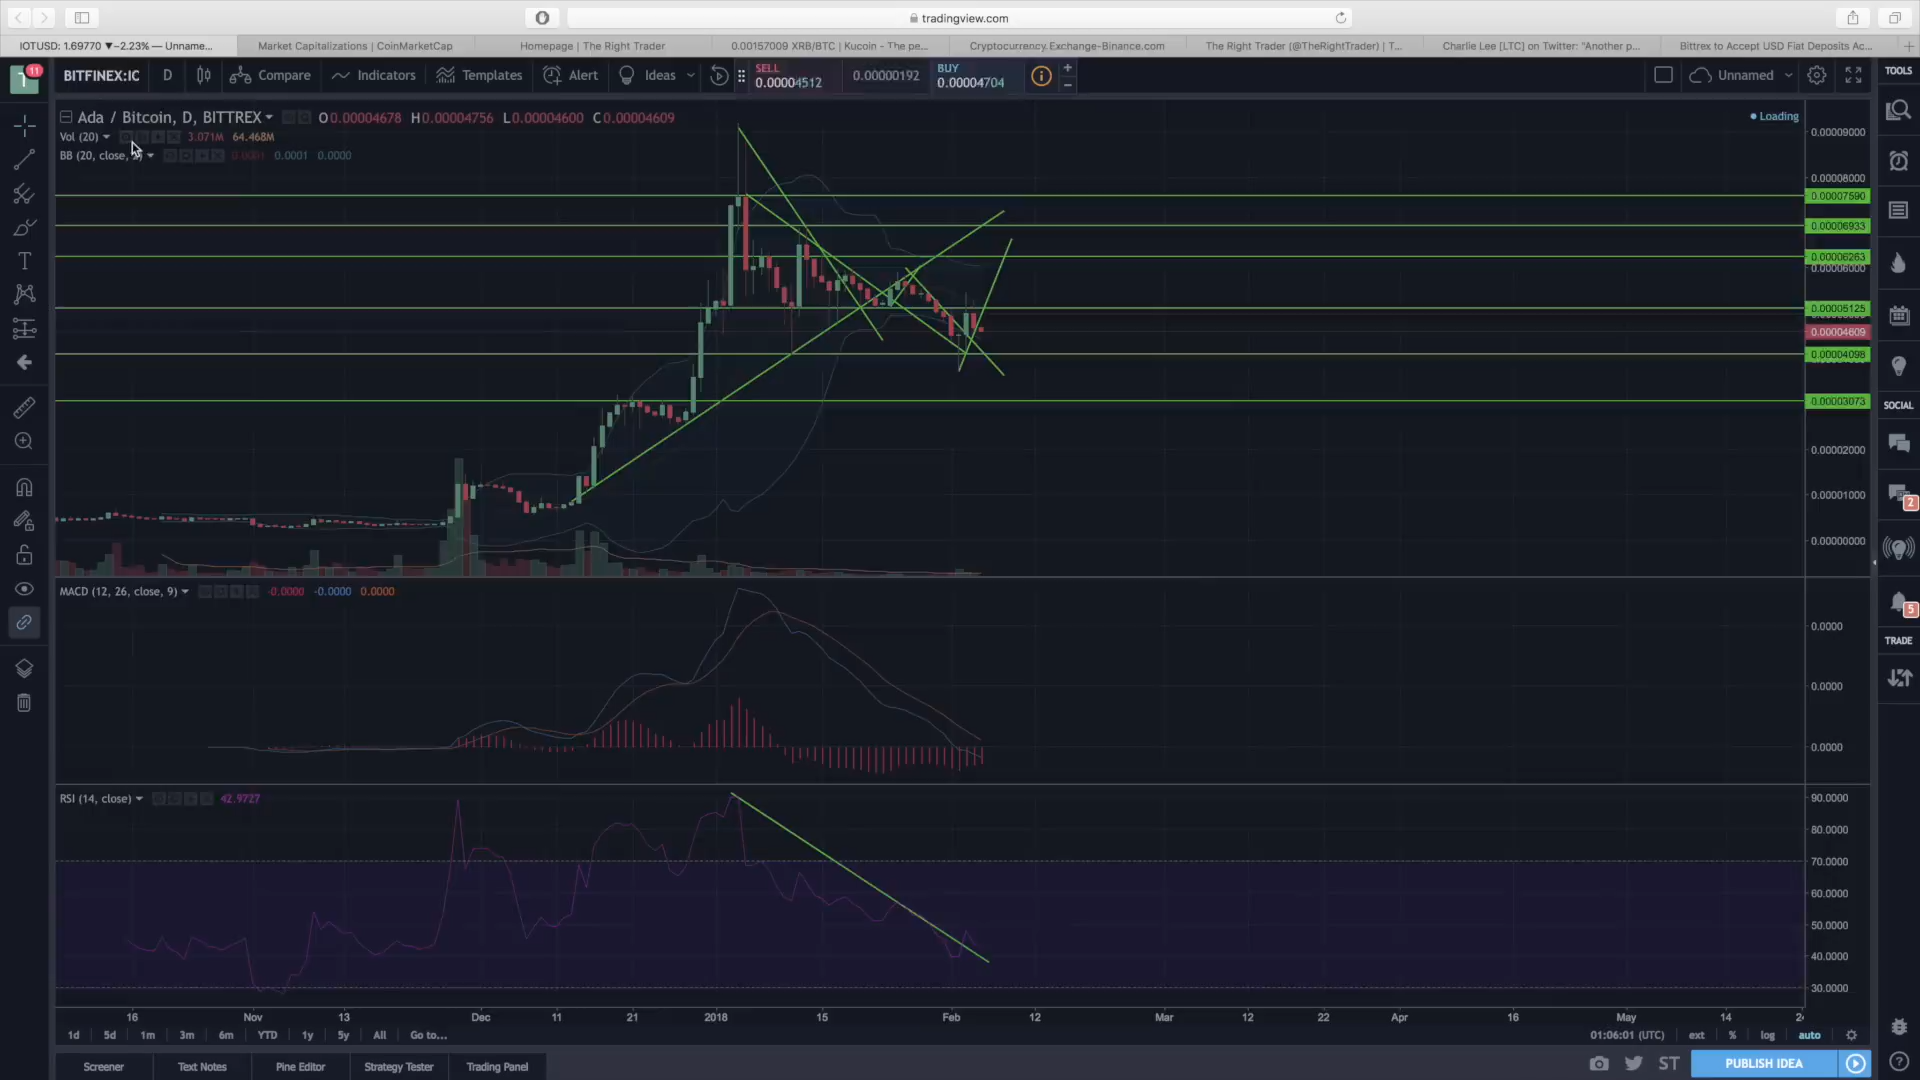 tradingview.com
IOTUSD: 1.69770 ▼−2.23% — Unname...
Market Capitalizations | CoinMarketCap
Homepage | The Right Trader
0.00157009 XRB/BTC | Kucoin - The pe...
Cryptocurrency.Exchange-Binance.com
The Right Trader (@TheRightTrader) | T...
Charlie Lee [LTC] on Twitter: "Another p...
Bittrex to Accept USD Fiat Deposits Ac...
11
BITFINEX:IC
D
Compare
Indicators
Templates
Alert
Ideas
SELL
0.00004512
0.00000192
BUY
0.00004704
Unnamed
TOOLS
Ada / Bitcoin, D, BITTREX
O0.00004678 H0.00004756 L0.00004600 C0.00004609
Loading
Vol (20)
3.071M 64.468M
BB (20, close,
0.0001 0.0001 0.0000
0.00009000
0.00008000
0.00007590
0.00006933
0.00006263
0.00006000
0.00005125
0.00004609
0.00004098
0.00003073
0.00002000
0.00001000
0.00000000
SOCIAL
2
5
TRADE
MACD (12, 26, close, 9)
-0.0000 -0.0000 0.0000
0.0000
0.0000
0.0000
RSI (14, close)
42.9727
90.0000
80.0000
70.0000
60.0000
50.0000
40.0000
30.0000
16 Nov 13 Dec 11 21 2018 15 Feb 12 Mar 12 22 Apr 16 May 14
1d 5d 1m 3m 6m YTD 1y 5y All Go to...
01:06:01 (UTC) ext % log auto
Screener
Text Notes
Pine Editor
Strategy Tester
Trading Panel
ST
PUBLISH IDEA